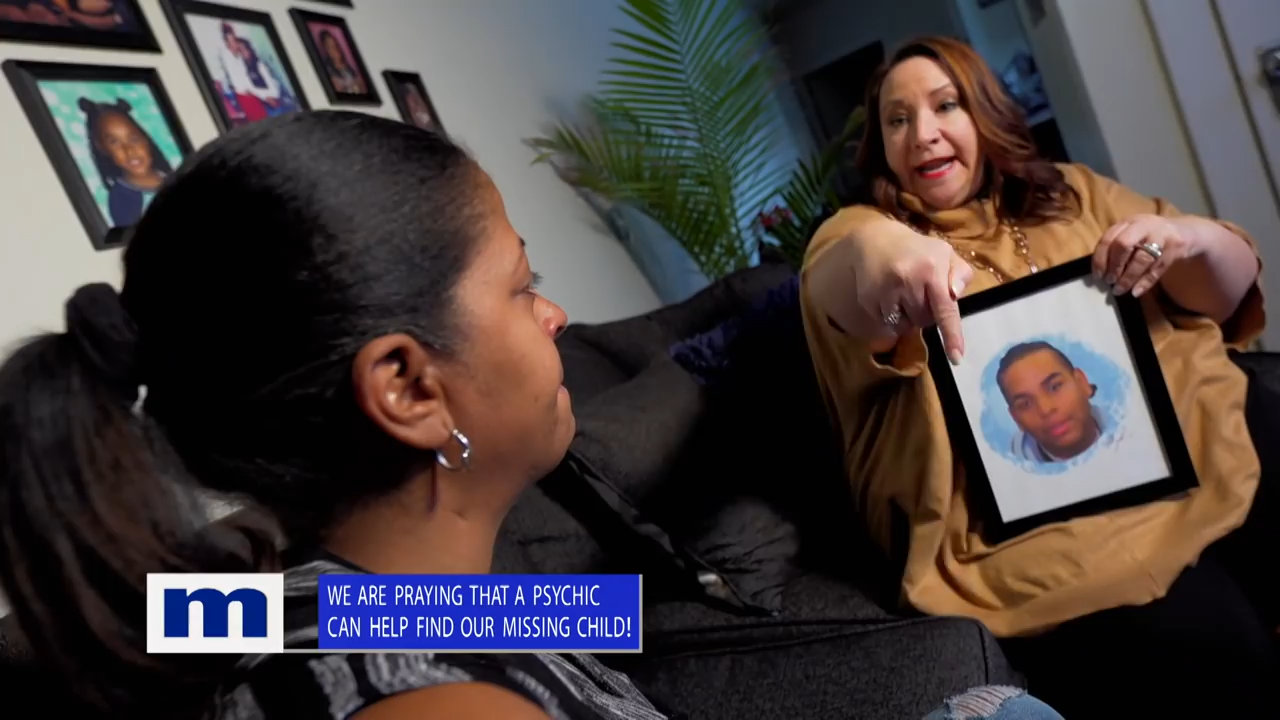 m
WE ARE PRAYING THAT A PSYCHIC
CAN HELP FIND OUR MISSING CHILD!